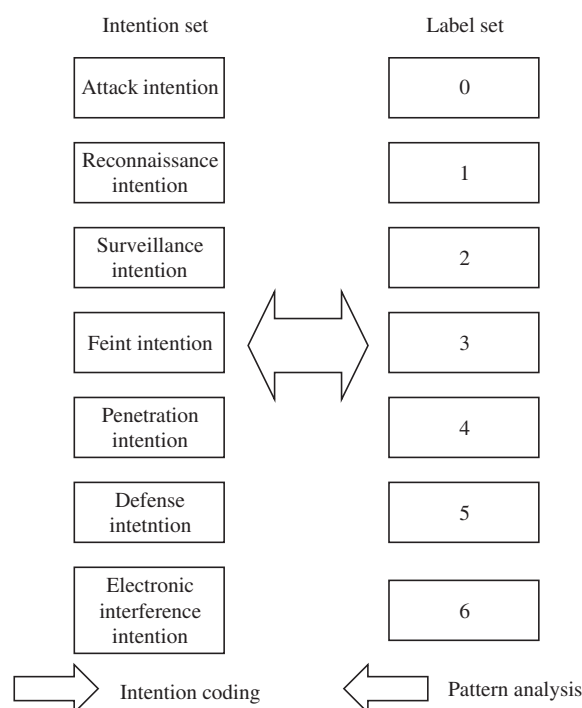 Intention set
Label set
Attack intention
0
Reconnaissance
intention
1
Surveillance
intention
2
Feint intention
3
Penetration
intention
4
Defense
intetntion
5
Electronic
interference
intention
6
Intention coding
Pattern analysis